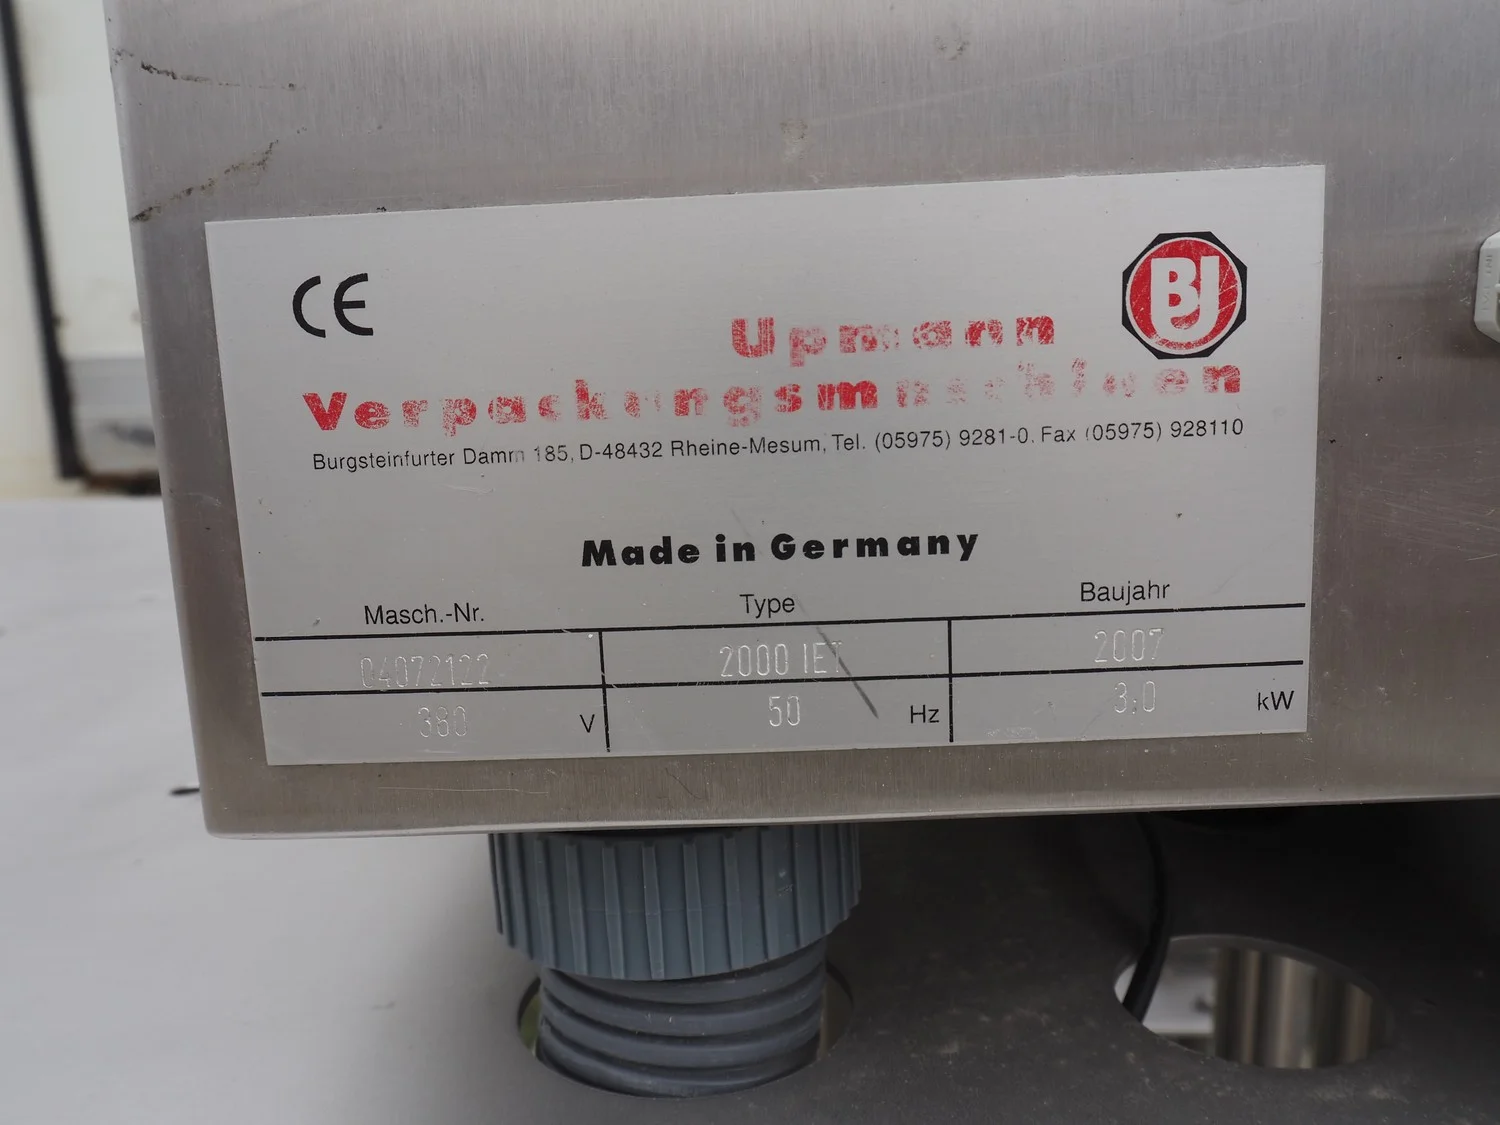 CE
BJ
Upmann
Verpackungsmaschinen
Burgsteinfurter Damm 185, D-48432 Rheine-Mesum, Tel. (05975) 9281-0, Fax (05975) 928110
Made in Germany
Masch.-Nr. Type Baujahr
04072122 2000 IET 2007
380 V 50 Hz 3,0 kW